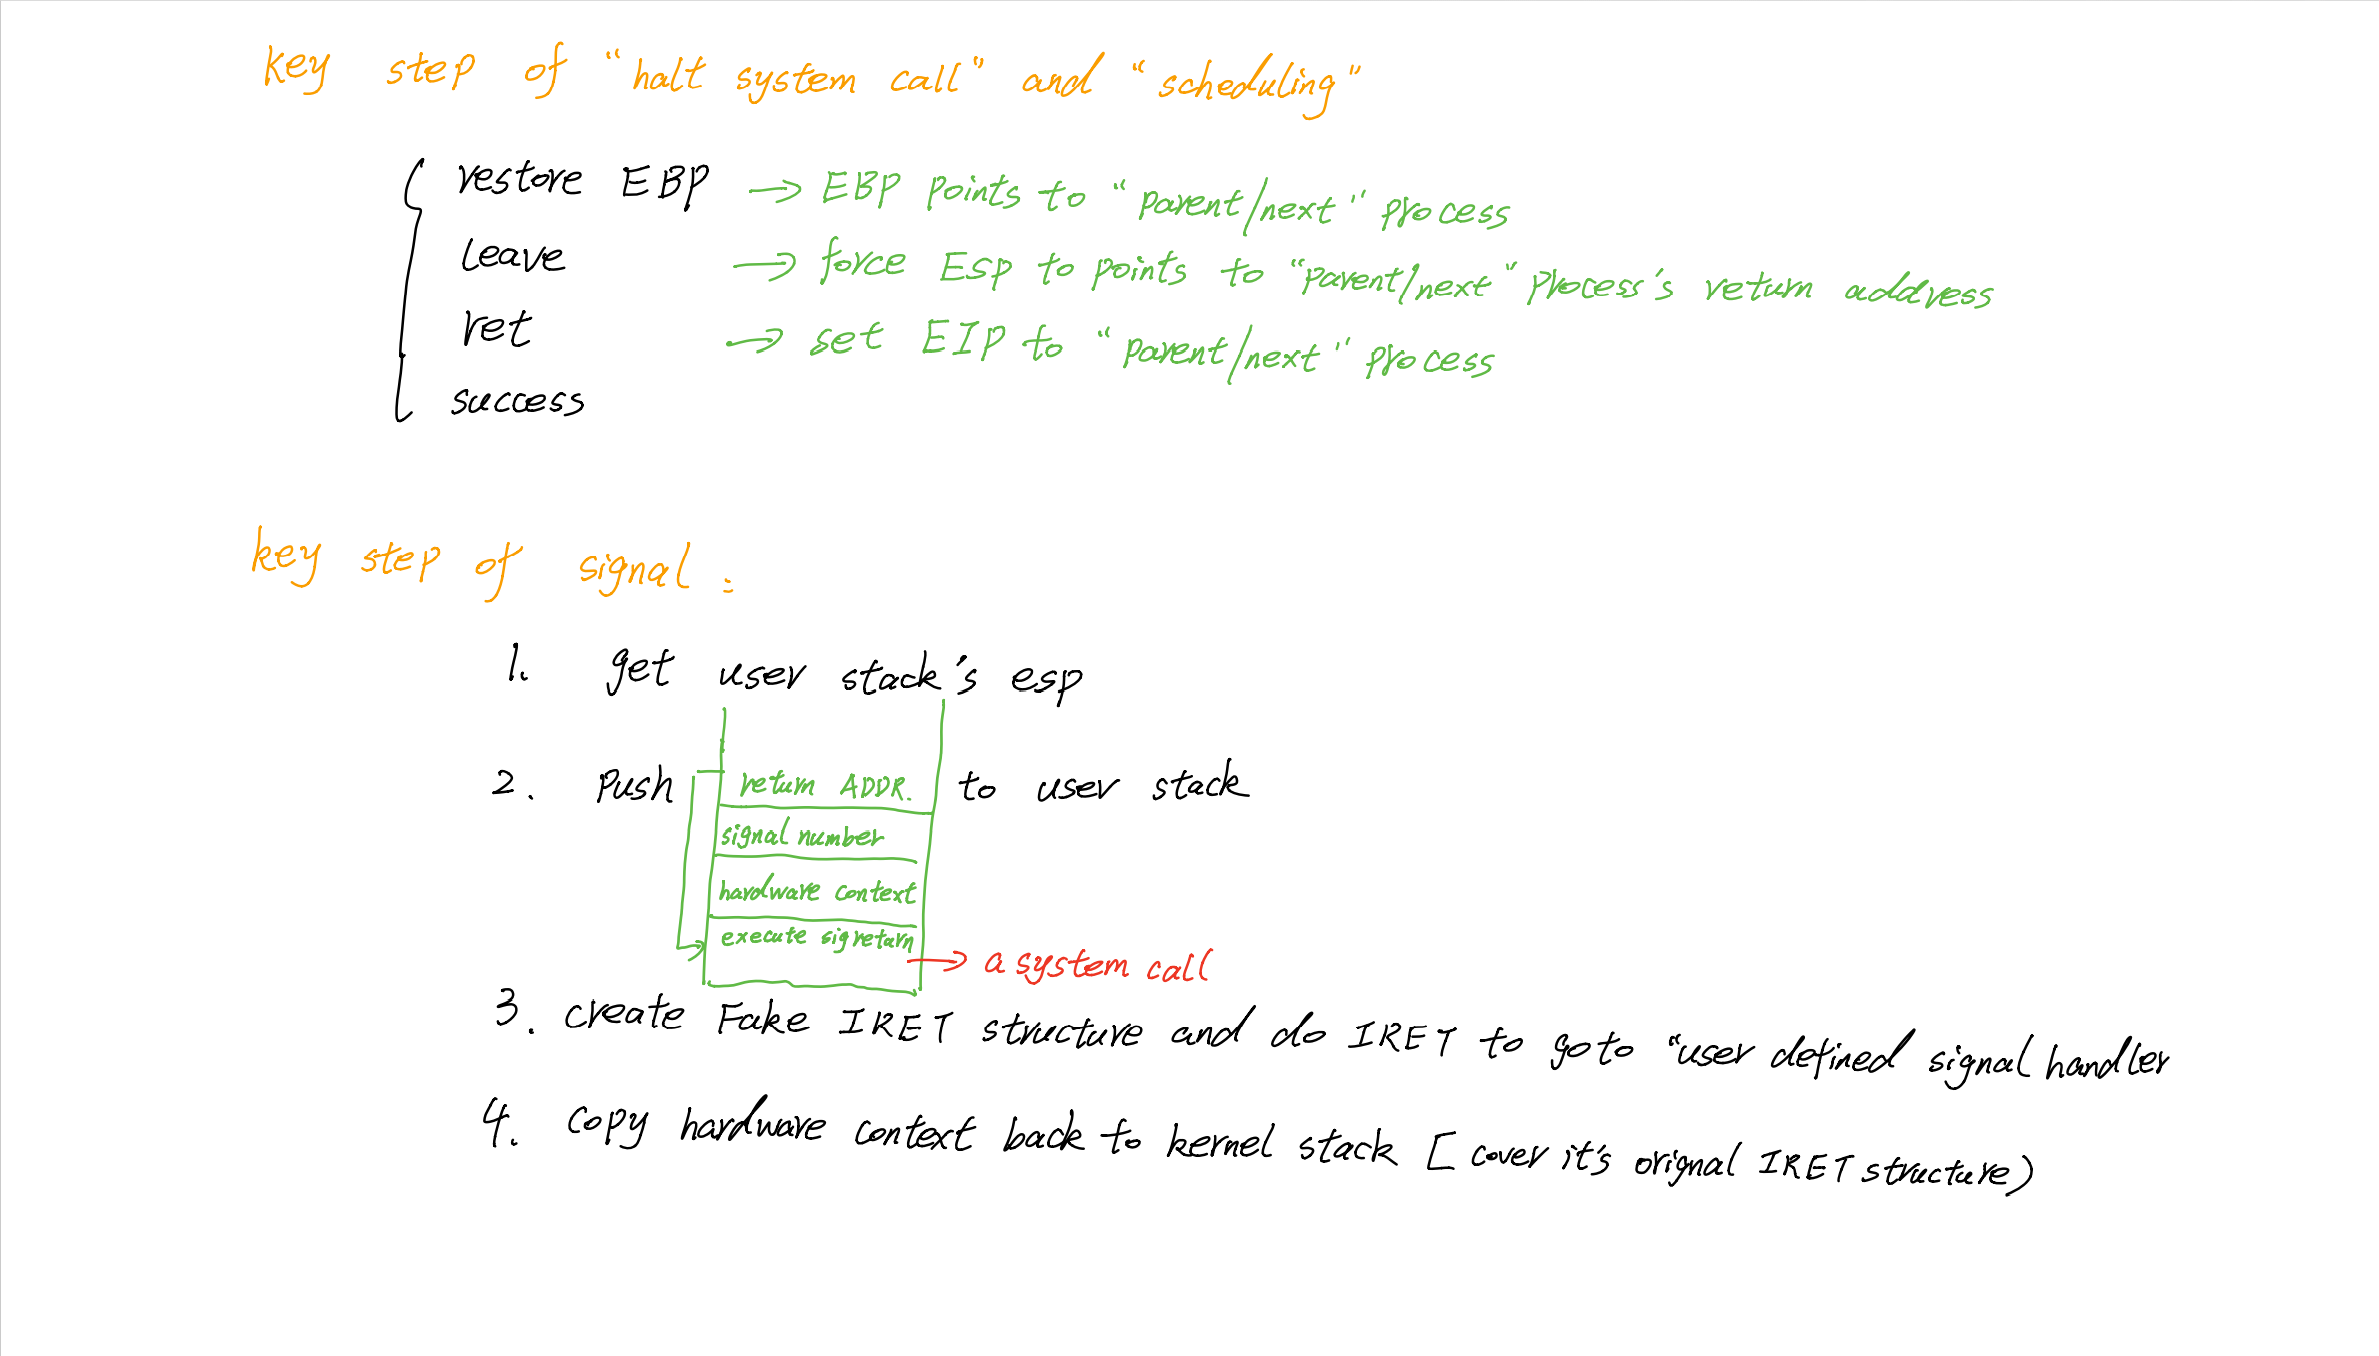 key step of "halt system call" and "scheduling"
restore EBP → EBP points to "parent/next" process
leave → force Esp to points to "parent/next" process's return address
ret → set EIP to "parent/next" process
success
key step of signal :
1. get user stack's esp
2. Push return ADDR. to user stack
signal number
hardware context
execute sigreturn
→ a system call
3. create Fake IRET structure and do IRET to goto "user defined signal handler
4. copy hardware context back to kernel stack [ cover it's orignal IRET structure)